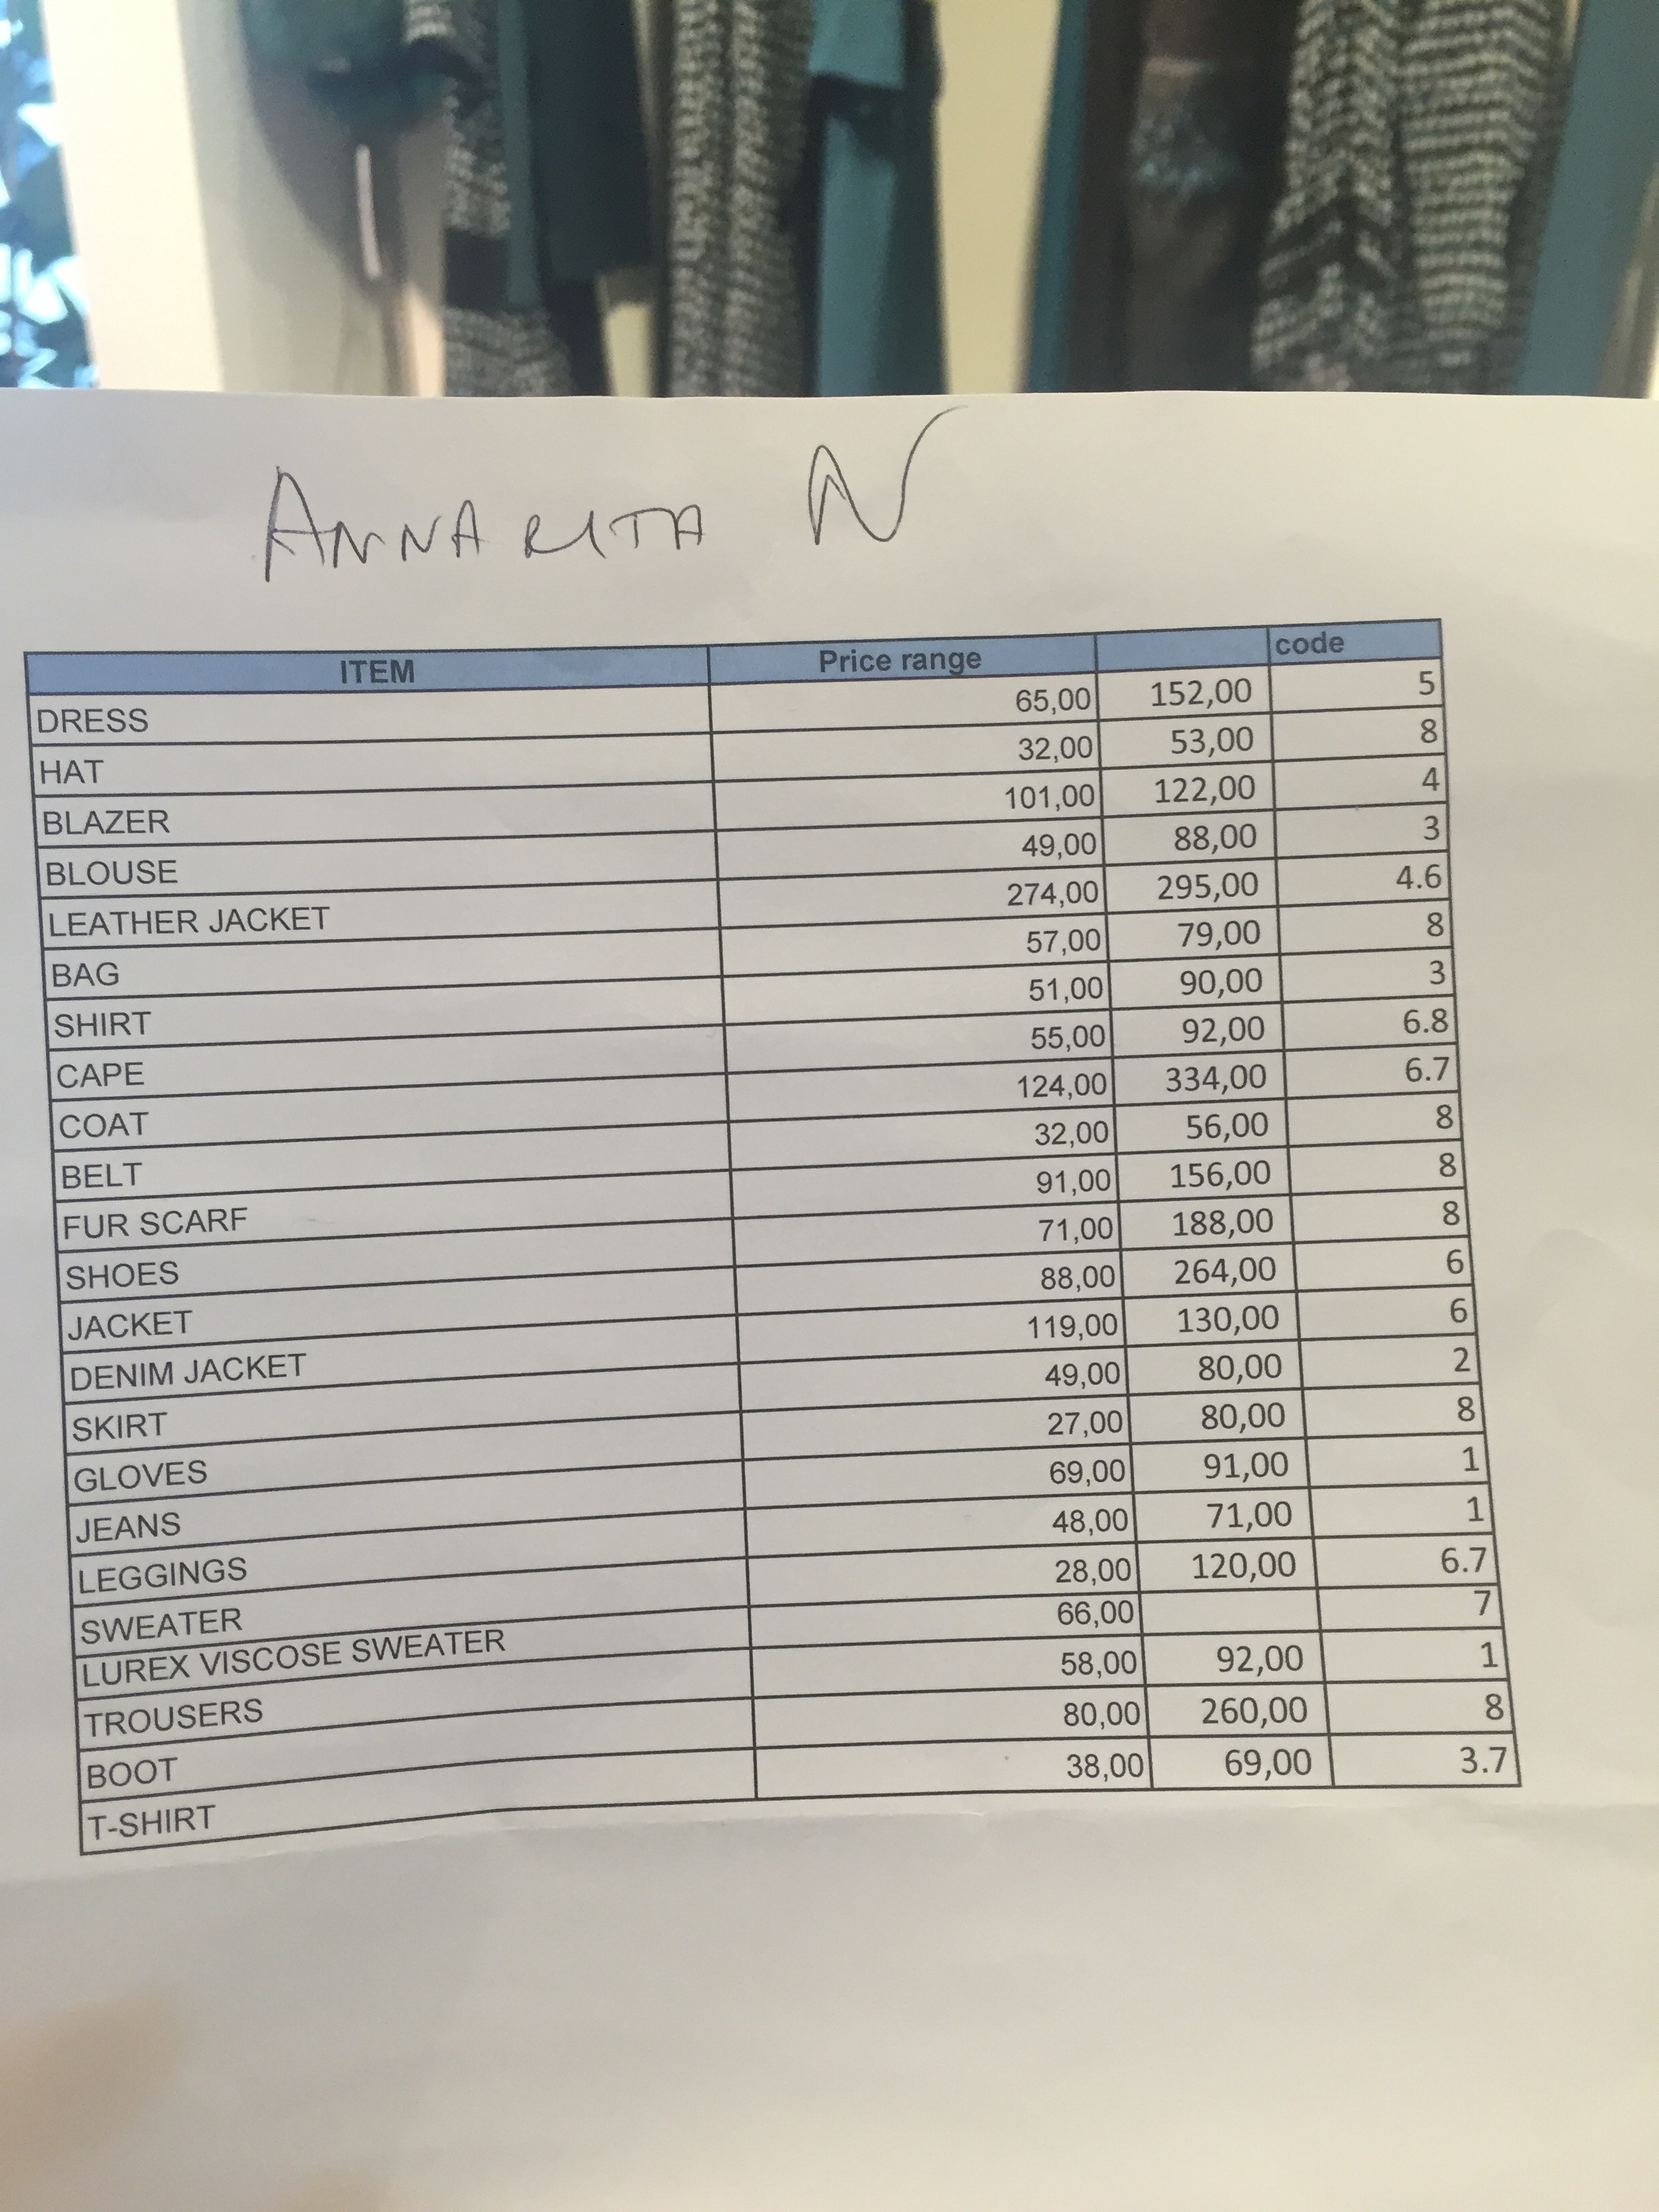 ANNARITA N
ITEM Price range code
DRESS 65,00 152,00 5
HAT 32,00 53,00 8
BLAZER 101,00 122,00 4
BLOUSE 49,00 88,00 3
LEATHER JACKET 274,00 295,00 4.6
BAG 57,00 79,00 8
SHIRT 51,00 90,00 3
CAPE 55,00 92,00 6.8
COAT 124,00 334,00 6.7
BELT 32,00 56,00 8
FUR SCARF 91,00 156,00 8
SHOES 71,00 188,00 8
JACKET 88,00 264,00 6
DENIM JACKET 119,00 130,00 6
SKIRT 49,00 80,00 2
GLOVES 27,00 80,00 8
JEANS 69,00 91,00 1
LEGGINGS 48,00 71,00 1
SWEATER 28,00 120,00 6.7
LUREX VISCOSE SWEATER 66,00 7
TROUSERS 58,00 92,00 1
BOOT 80,00 260,00 8
T-SHIRT 38,00 69,00 3.7